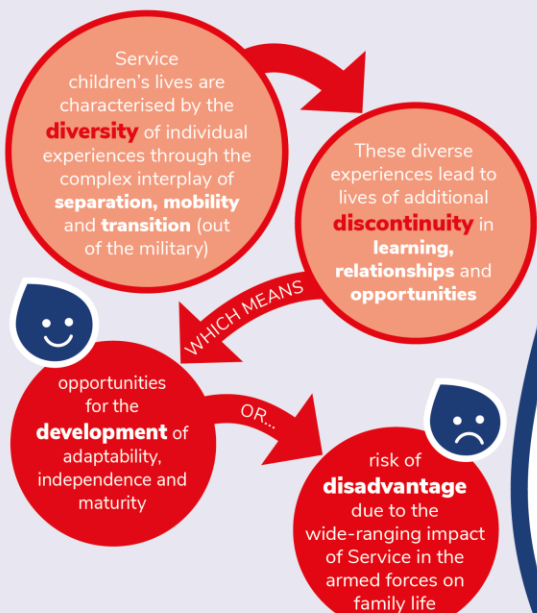 Service
children’s lives are
characterised by the
diversity of individual
experiences through the
complex interplay of
separation, mobility
and transition (out
of the military)
These diverse
experiences lead to
lives of additional
discontinuity in
learning,
relationships and
opportunities
WHICH MEANS
opportunities
for the
development of
adaptability,
independence and
maturity
OR...
risk of
disadvantage
due to the
wide-ranging impact
of Service in the
armed forces on
family life